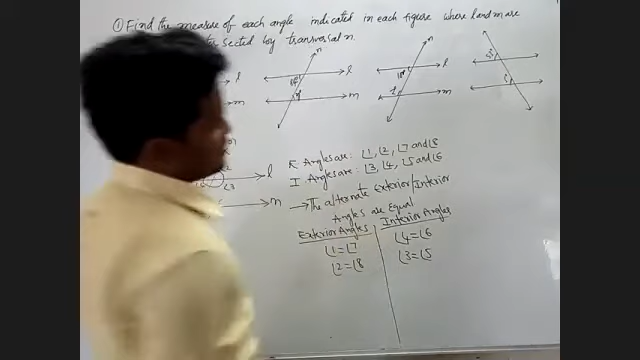 ① Find the measure of each angle indicated in each figure where l and m are
sected by transversal n.
n
n
l
l
m
m
l
m
E Angles are: ∠1, ∠2, ∠7 and ∠8
I Angles are: ∠3, ∠4, ∠5 and ∠6
l
m
→ The alternate Exterior/Interior
Angles are Equal
Exterior Angles
Interior Angles
∠1=∠7
∠4=∠6
∠2=∠8
∠3=∠5